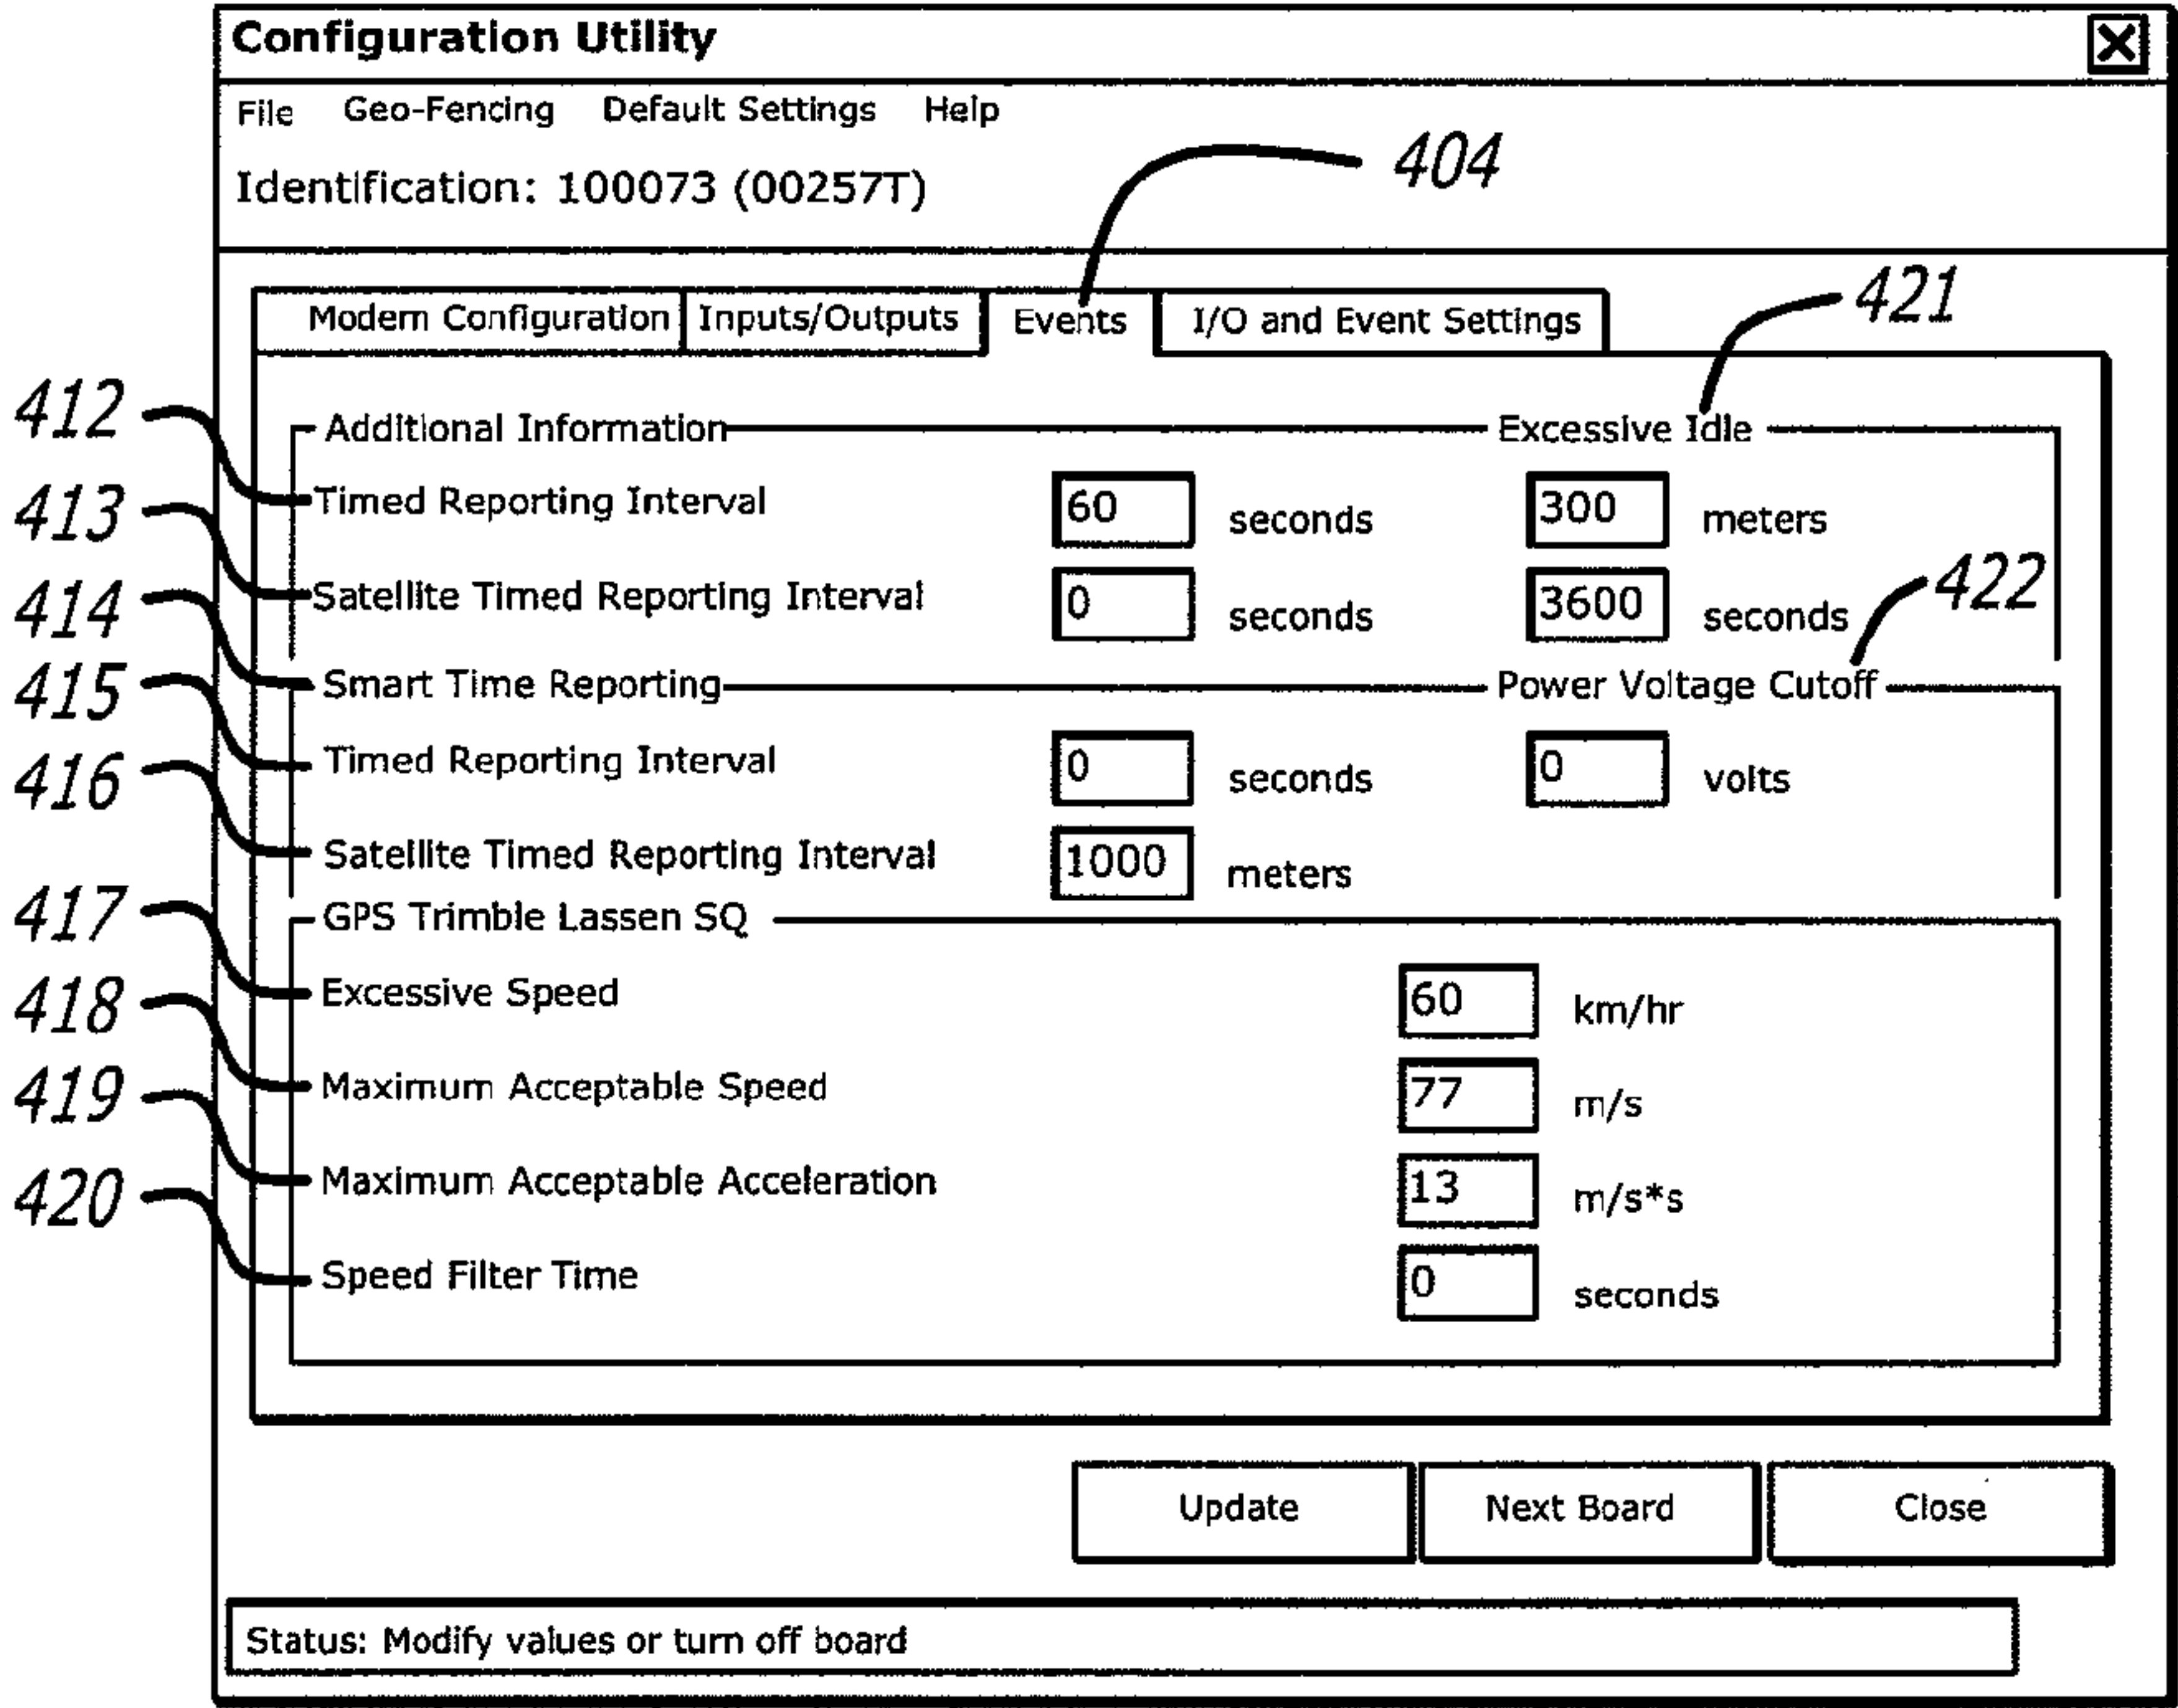 Configuration Utility
File Geo-Fencing Default Settings Help
404
Identification: 100073 (00257T)
421
Modem Configuration Inputs/Outputs Events I/O and Event Settings
412
Additional Information Excessive Idle
Timed Reporting Interval 60 seconds 300 meters
413
422
Satellite Timed Reporting Interval 0 seconds 3600 seconds
414
Smart Time Reporting Power Voltage Cutoff
415
Timed Reporting Interval 0 seconds 0 volts
416
Satellite Timed Reporting Interval 1000 meters
417
GPS Trimble Lassen SQ
Excessive Speed 60 km/hr
418
Maximum Acceptable Speed 77 m/s
419
Maximum Acceptable Acceleration 13 m/s*s
420
Speed Filter Time 0 seconds
Update Next Board Close
Status: Modify values or turn off board